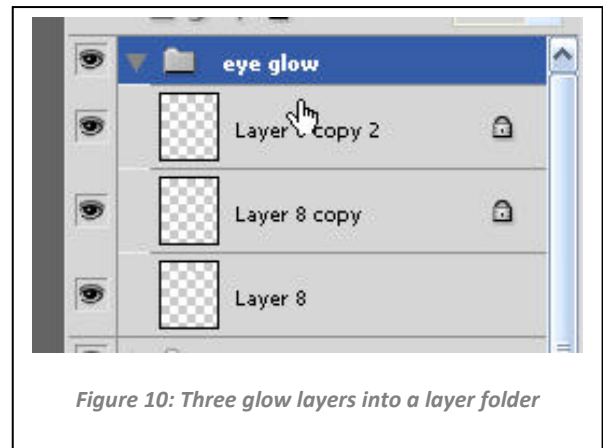 eye glow
Layer copy 2
Layer 8 copy
Layer 8
Figure 10: Three glow layers into a layer folder